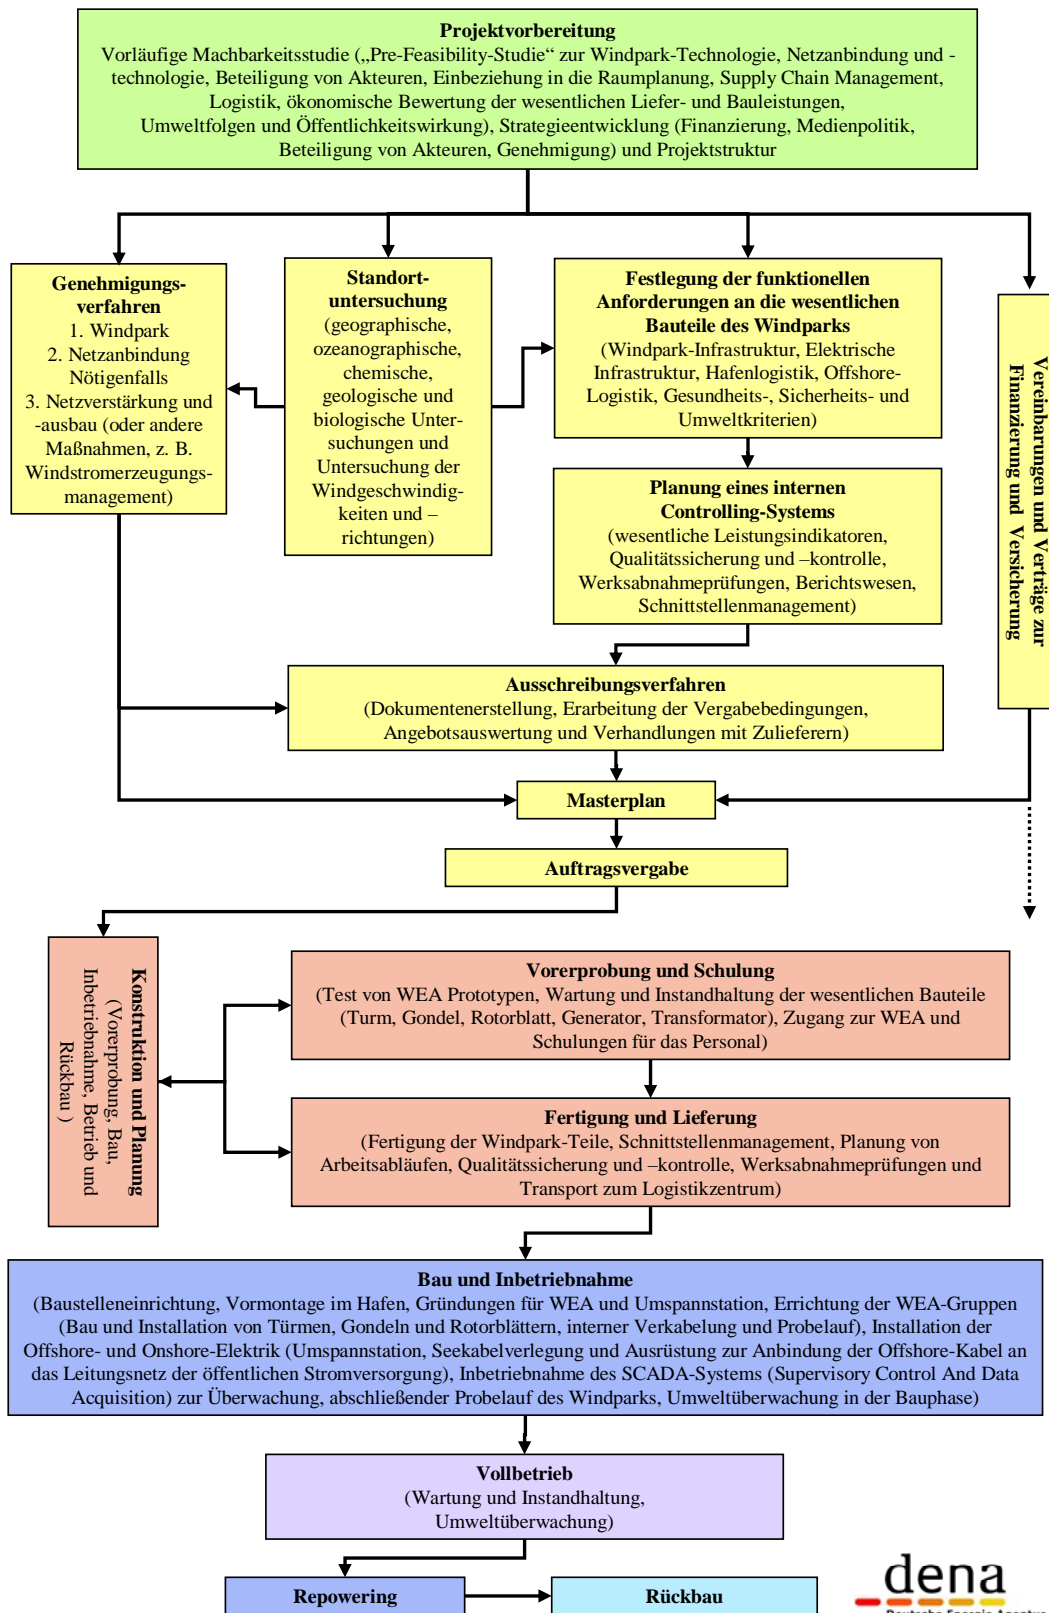 Projektvorbereitung
Vorläufige Machbarkeitsstudie („Pre-Feasibility-Studie“ zur Windpark-Technologie, Netzanbindung und -
technologie, Beteiligung von Akteuren, Einbeziehung in die Raumplanung, Supply Chain Management,
Logistik, ökonomische Bewertung der wesentlichen Liefer- und Bauleistungen,
Umweltfolgen und Öffentlichkeitswirkung), Strategieentwicklung (Finanzierung, Medienpolitik,
Beteiligung von Akteuren, Genehmigung) und Projektstruktur
Genehmigungs-
verfahren
1. Windpark
2. Netzanbindung
Nötigenfalls
3. Netzverstärkung und
-ausbau (oder andere
Maßnahmen, z. B.
Windstromerzeugungs-
management)
Standort-
untersuchung
(geographische,
ozeanographische,
chemische,
geologische und
biologische Unter-
suchungen und
Untersuchung der
Windgeschwindig-
keiten und –
richtungen)
Festlegung der funktionellen
Anforderungen an die wesentlichen
Bauteile des Windparks
(Windpark-Infrastruktur, Elektrische
Infrastruktur, Hafenlogistik, Offshore-
Logistik, Gesundheits-, Sicherheits- und
Umweltkriterien)
Planung eines internen
Controlling-Systems
(wesentliche Leistungsindikatoren,
Qualitätssicherung und –kontrolle,
Werksabnahmeprüfungen, Berichtswesen,
Schnittstellenmanagement)
Vereinbarungen und Verträge zur
Finanzierung und Versicherung
Ausschreibungsverfahren
(Dokumentenerstellung, Erarbeitung der Vergabebedingungen,
Angebotsauswertung und Verhandlungen mit Zulieferern)
Masterplan
Auftragsvergabe
Konstruktion und Planung
(Vorerprobung, Bau,
Inbetriebnahme, Betrieb und
Rückbau )
Vorerprobung und Schulung
(Test von WEA Prototypen, Wartung und Instandhaltung der wesentlichen Bauteile
(Turm, Gondel, Rotorblatt, Generator, Transformator), Zugang zur WEA und
Schulungen für das Personal)
Fertigung und Lieferung
(Fertigung der Windpark-Teile, Schnittstellenmanagement, Planung von
Arbeitsabläufen, Qualitätssicherung und –kontrolle, Werksabnahmeprüfungen und
Transport zum Logistikzentrum)
Bau und Inbetriebnahme
(Baustelleneinrichtung, Vormontage im Hafen, Gründungen für WEA und Umspannstation, Errichtung der WEA-Gruppen
(Bau und Installation von Türmen, Gondeln und Rotorblättern, interner Verkabelung und Probelauf), Installation der
Offshore- und Onshore-Elektrik (Umspannstation, Seekabelverlegung und Ausrüstung zur Anbindung der Offshore-Kabel an
das Leitungsnetz der öffentlichen Stromversorgung), Inbetriebnahme des SCADA-Systems (Supervisory Control And Data
Acquisition) zur Überwachung, abschließender Probelauf des Windparks, Umweltüberwachung in der Bauphase)
Vollbetrieb
(Wartung und Instandhaltung,
Umweltüberwachung)
Repowering
Rückbau
dena